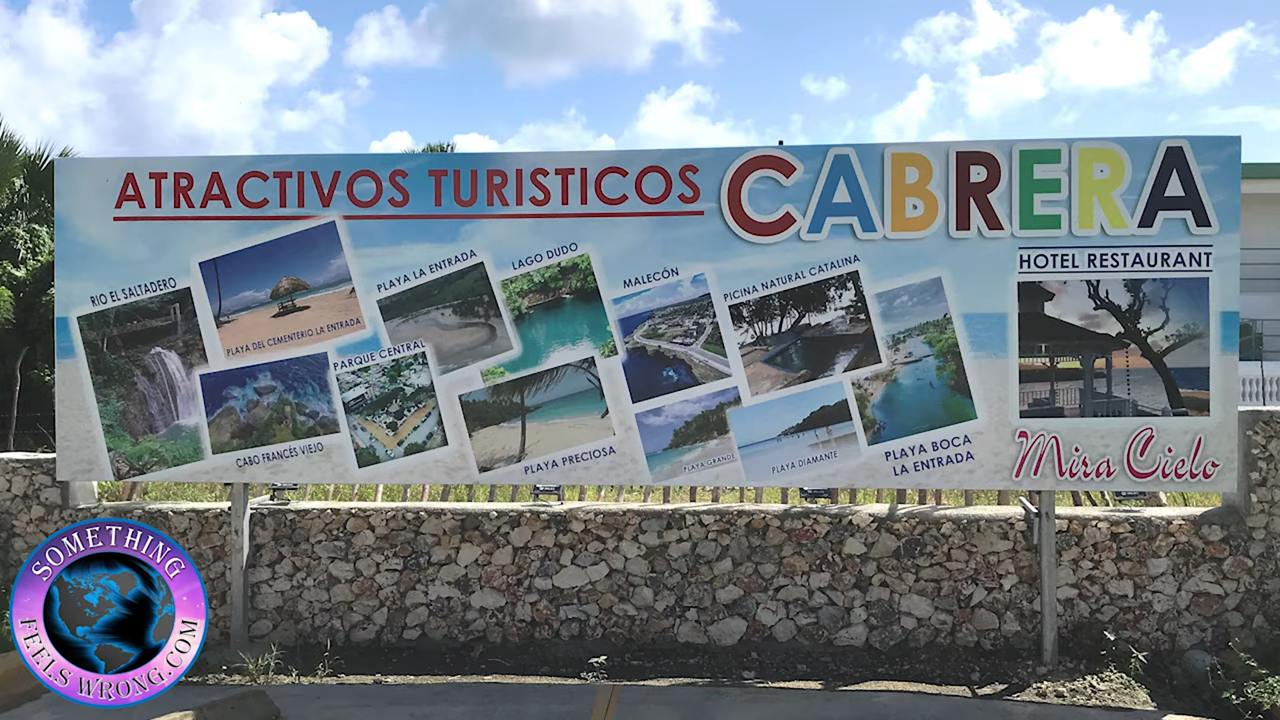 ATRACTIVOS TURISTICOS
CABRERA
RIO EL SALTADERO
PLAYA DEL CEMENTERIO LA ENTRADA
PLAYA LA ENTRADA
LAGO DUDO
MALECÓN
PICINA NATURAL CATALINA
HOTEL RESTAURANT
CABO FRANCÉS VIEJO
PARQUE CENTRAL
PLAYA PRECIOSA
PLAYA GRANDE
PLAYA DIAMANTE
PLAYA BOCA
LA ENTRADA
Mira Cielo
SOMETHING
FEELS WRONG.COM